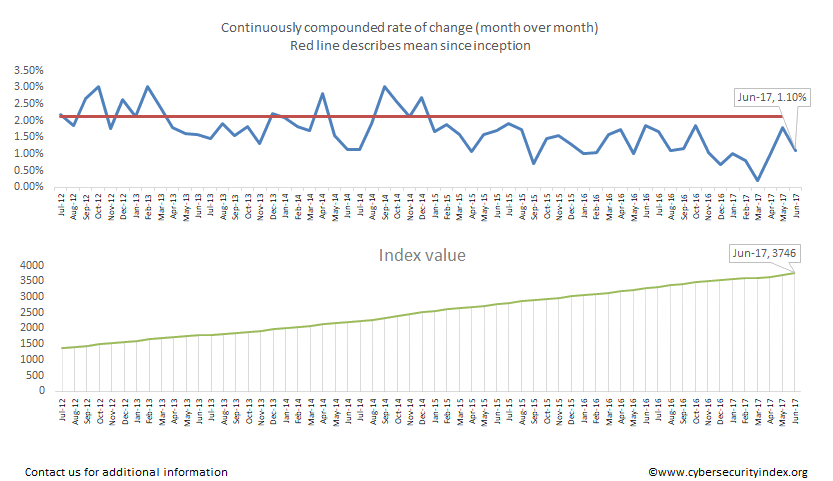 Continuously compounded rate of change (month over month)
Red line describes mean since inception
3.50%
3.00%
2.50%
2.00%
1.50%
1.00%
0.50%
0.00%
Jun-17, 1.10%
Jul-12
Aug-12
Sep-12
Oct-12
Nov-12
Dec-12
Jan-13
Feb-13
Mar-13
Apr-13
May-13
Jun-13
Jul-13
Aug-13
Sep-13
Oct-13
Nov-13
Dec-13
Jan-14
Feb-14
Mar-14
Apr-14
May-14
Jun-14
Jul-14
Aug-14
Sep-14
Oct-14
Nov-14
Dec-14
Jan-15
Feb-15
Mar-15
Apr-15
May-15
Jun-15
Jul-15
Aug-15
Sep-15
Oct-15
Nov-15
Dec-15
Jan-16
Feb-16
Mar-16
Apr-16
May-16
Jun-16
Jul-16
Aug-16
Sep-16
Oct-16
Nov-16
Dec-16
Jan-17
Feb-17
Mar-17
Apr-17
May-17
Jun-17
Index value
Jun-17, 3746
4000
3500
3000
2500
2000
1500
1000
500
0
Jul-12
Aug-12
Sep-12
Oct-12
Nov-12
Dec-12
Jan-13
Feb-13
Mar-13
Apr-13
May-13
Jun-13
Jul-13
Aug-13
Sep-13
Oct-13
Nov-13
Dec-13
Jan-14
Feb-14
Mar-14
Apr-14
May-14
Jun-14
Jul-14
Aug-14
Sep-14
Oct-14
Nov-14
Dec-14
Jan-15
Feb-15
Mar-15
Apr-15
May-15
Jun-15
Jul-15
Aug-15
Sep-15
Oct-15
Nov-15
Dec-15
Jan-16
Feb-16
Mar-16
Apr-16
May-16
Jun-16
Jul-16
Aug-16
Sep-16
Oct-16
Nov-16
Dec-16
Jan-17
Feb-17
Mar-17
Apr-17
May-17
Jun-17
Contact us for additional information
©www.cybersecurityindex.org